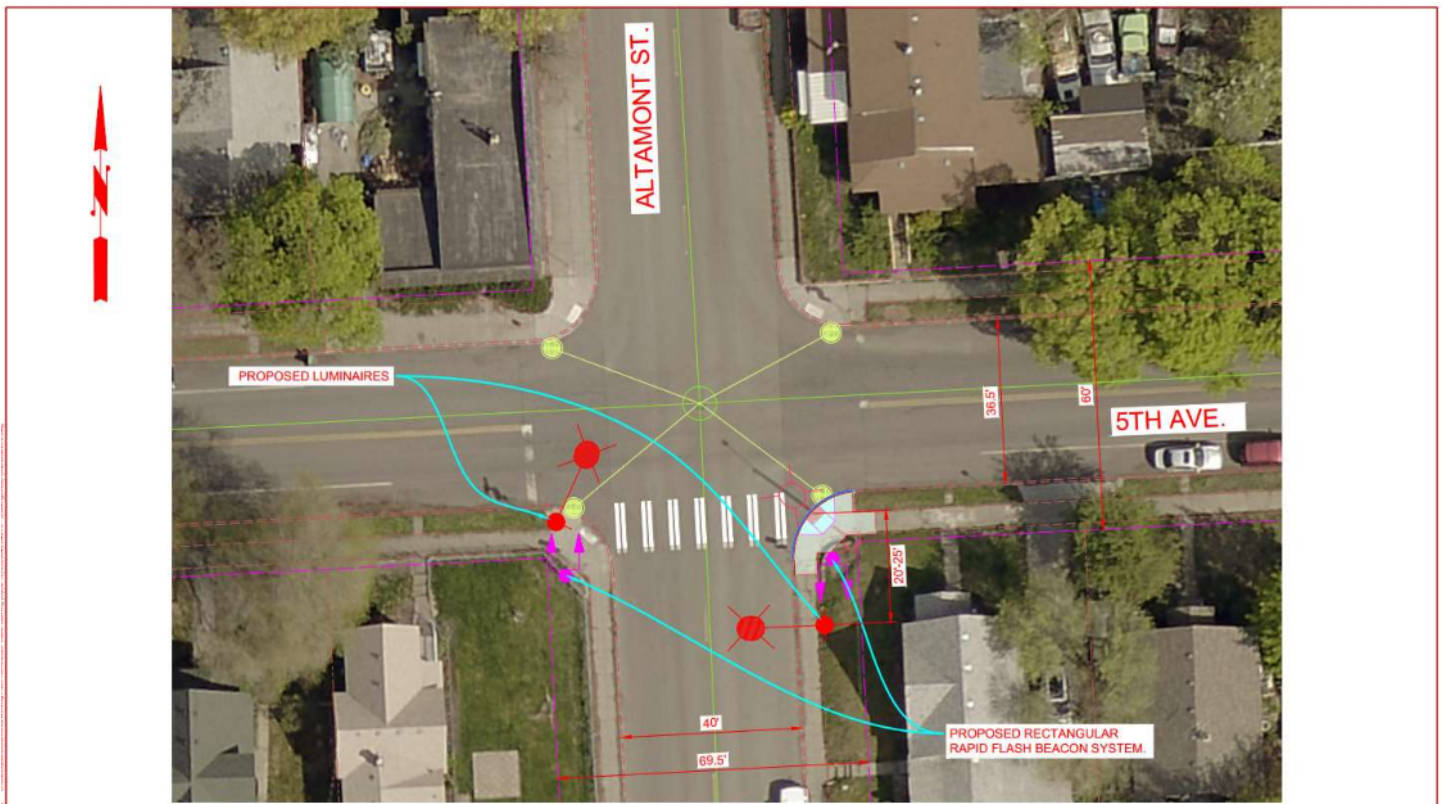 N
ALTAMONT ST.
PROPOSED LUMINAIRES
36.5'
60'
5TH AVE.
20'-25'
40'
69.5'
PROPOSED RECTANGULAR
RAPID FLASH BEACON SYSTEM.